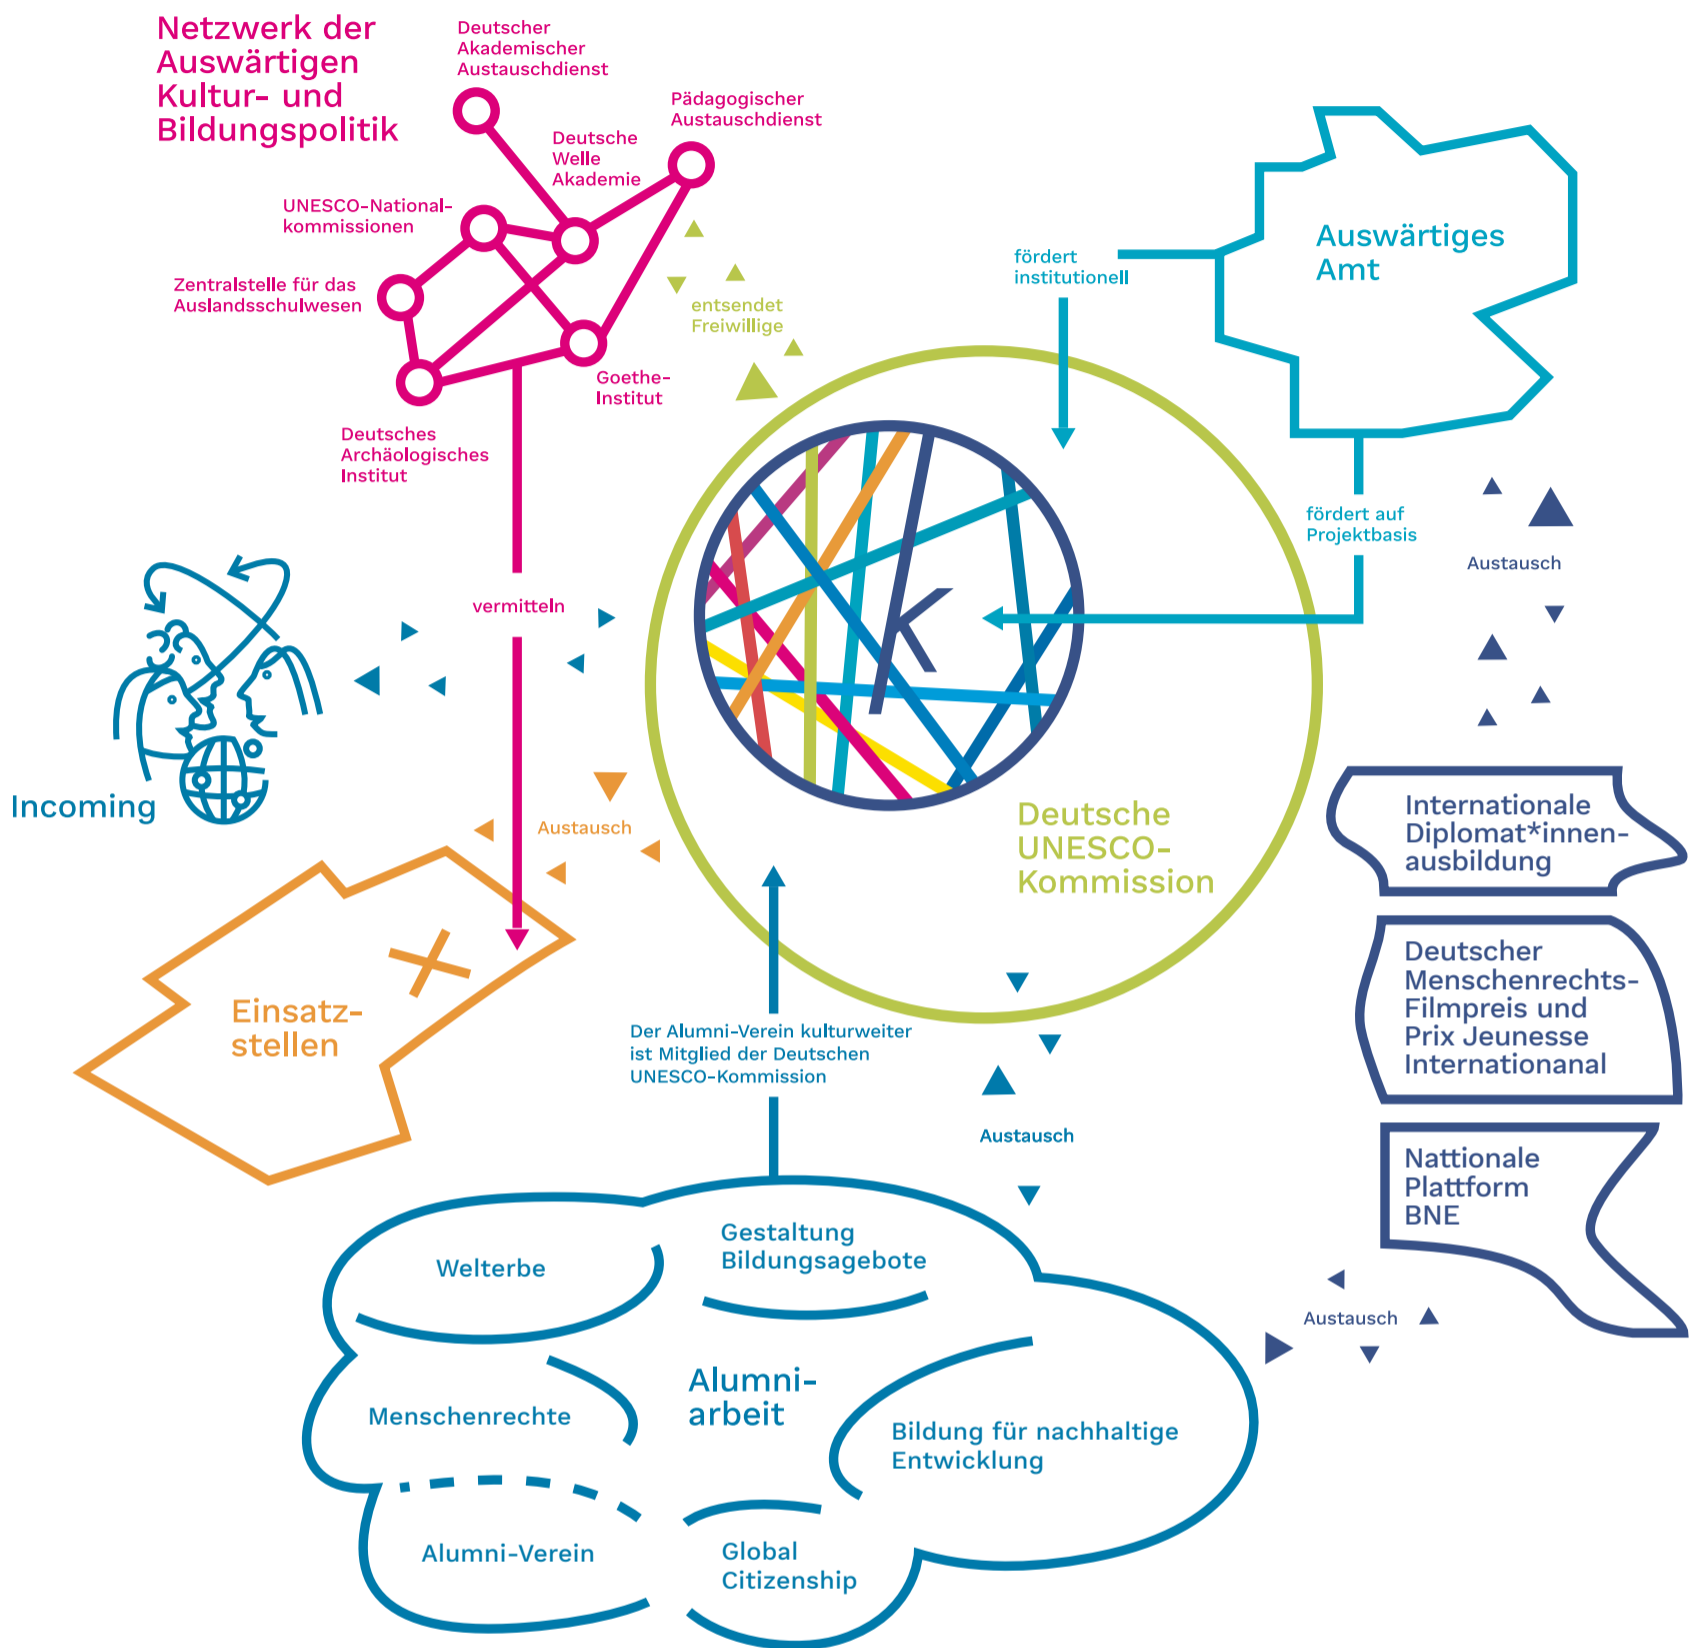 Netzwerk der
Auswärtigen
Kultur- und
Bildungspolitik
Deutscher
Akademischer
Austauschdienst
Deutsche
Welle
Akademie
Pädagogischer
Austauschdienst
UNESCO-National-
kommissionen
Zentralstelle für das
Auslandsschulwesen
Goethe-
Institut
Deutsches
Archäologisches
Institut
entsendet
Freiwillige
fördert
institutionell
Auswärtiges
Amt
fördert auf
Projektbasis
Austausch
vermitteln
K
Incoming
Austausch
Deutsche
UNESCO-
Kommission
Internationale
Diplomat*innen-
ausbildung
Deutscher
Menschenrechts-
Filmpreis und
Prix Jeunesse
Internationanal
Nattionale
Plattform
BNE
Einsatz-
stellen
Der Alumni-Verein kulturweiter
ist Mitglied der Deutschen
UNESCO-Kommission
Austausch
Austausch
Welterbe
Gestaltung
Bildungsagebote
Alumni-
arbeit
Menschenrechte
Bildung für nachhaltige
Entwicklung
Alumni-Verein
Global
Citizenship